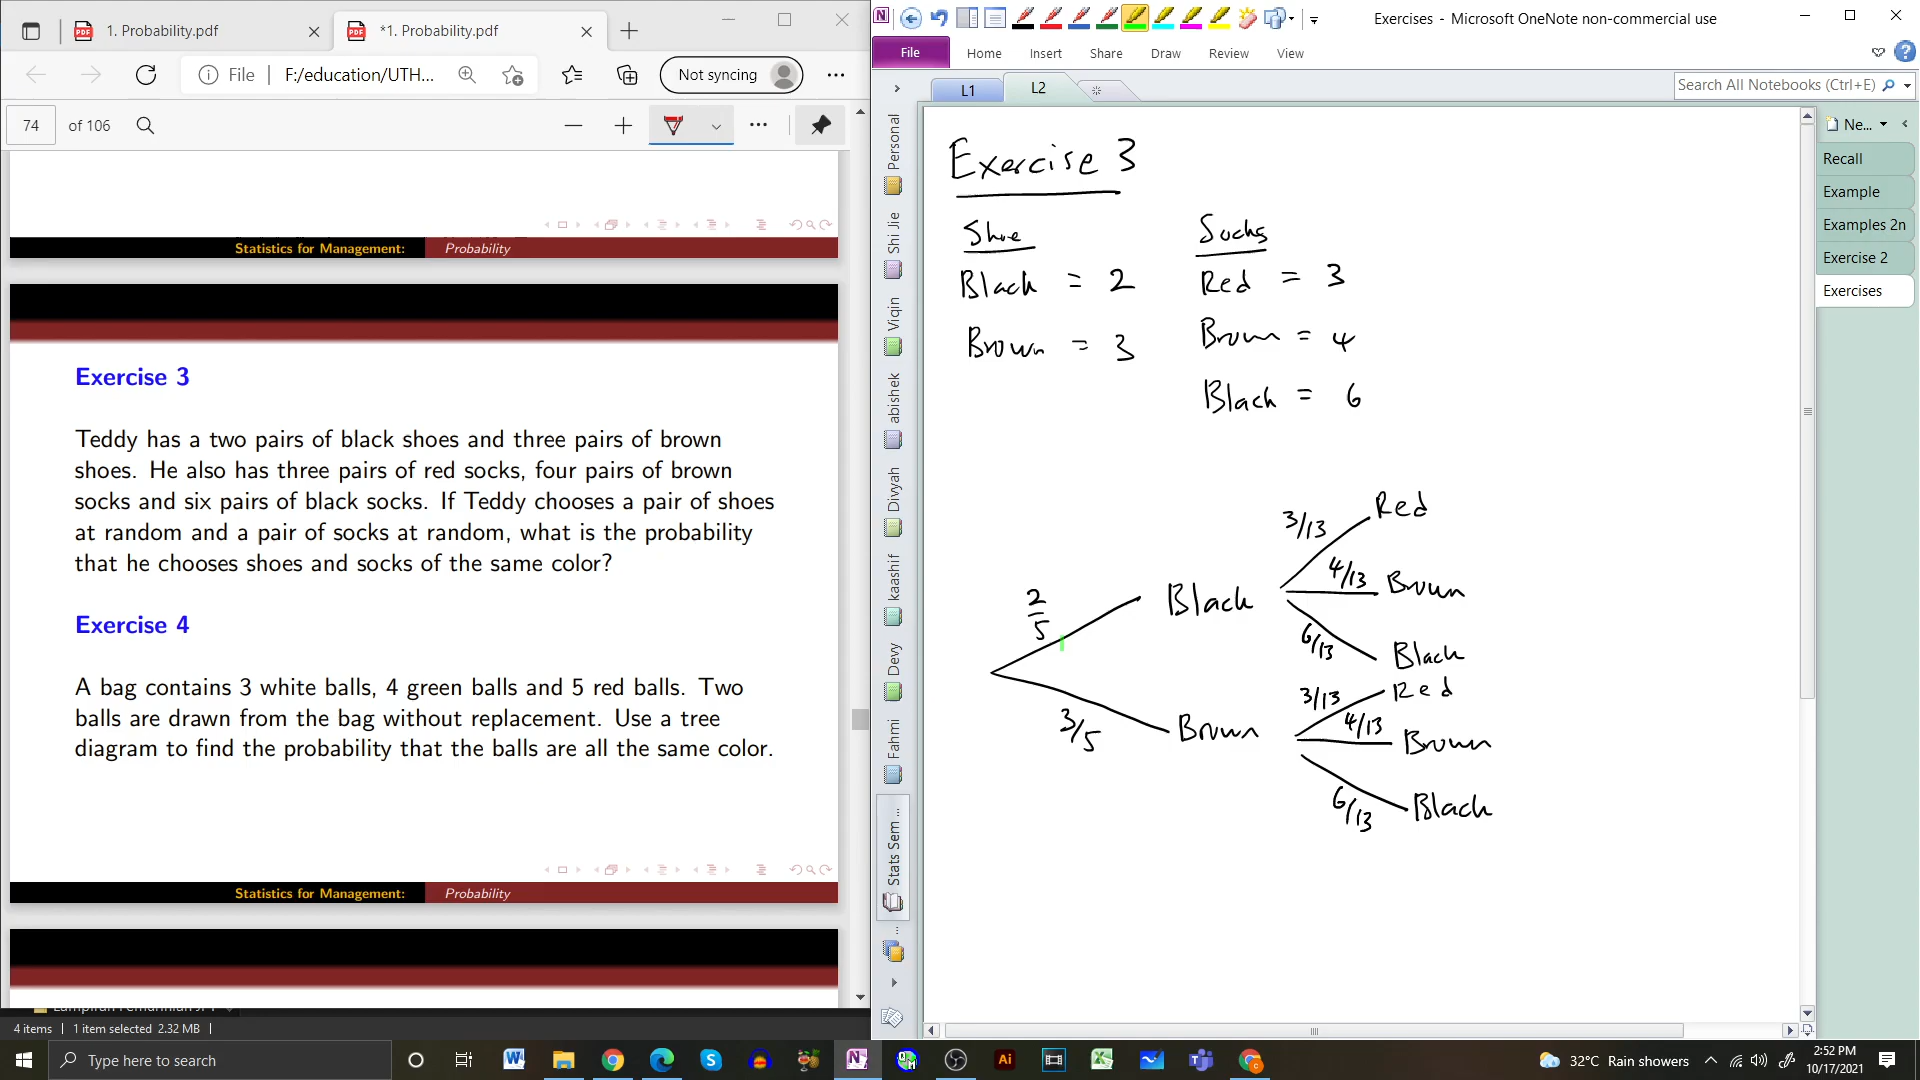 1. Probability.pdf
*1. Probability.pdf
File | F:/education/UTH...
Not syncing
74 of 106
Statistics for Management: Probability
Exercise 3
Teddy has a two pairs of black shoes and three pairs of brown
shoes. He also has three pairs of red socks, four pairs of brown
socks and six pairs of black socks. If Teddy chooses a pair of shoes
at random and a pair of socks at random, what is the probability
that he chooses shoes and socks of the same color?
Exercise 4
A bag contains 3 white balls, 4 green balls and 5 red balls. Two
balls are drawn from the bag without replacement. Use a tree
diagram to find the probability that the balls are all the same color.
Statistics for Management: Probability
4 items | 1 item selected 2.32 MB |
Exercises - Microsoft OneNote non-commercial use
File Home Insert Share Draw Review View
L1 L2
Search All Notebooks (Ctrl+E)
Personal
Shi Jie
Viqin
abishek
Divyah
kaashif
Devy
Fahmi
Stats Sem ...
Exercise 3
Shoe
Black = 2
Brown = 3
Socks
Red = 3
Brown = 4
Black = 6
2/5 Black
3/13 Red
4/13 Brown
6/13 Black
3/5 Brown
3/13 Red
4/13 Brown
6/13 Black
Ne...
Recall
Example
Examples 2n
Exercise 2
Exercises
Type here to search
32°C Rain showers
2:52 PM
10/17/2021